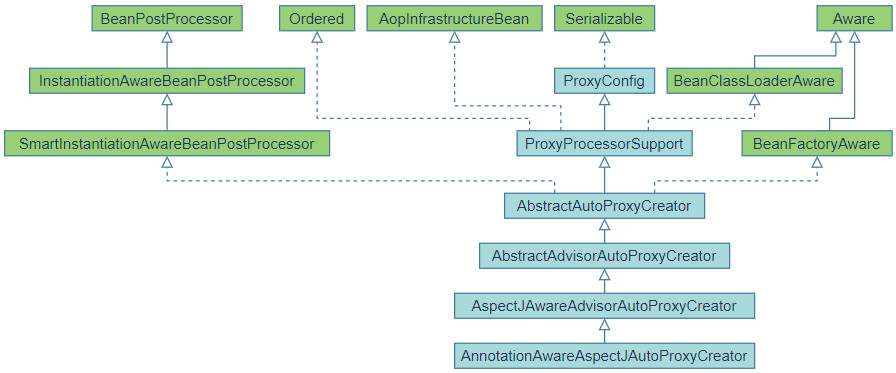 BeanPostProcessor
Ordered
AopInfrastructureBean
Serializable
Aware
InstantiationAwareBeanPostProcessor
ProxyConfig
BeanClassLoaderAware
SmartInstantiationAwareBeanPostProcessor
ProxyProcessorSupport
BeanFactoryAware
AbstractAutoProxyCreator
AbstractAdvisorAutoProxyCreator
AspectJAwareAdvisorAutoProxyCreator
AnnotationAwareAspectJAutoProxyCreator